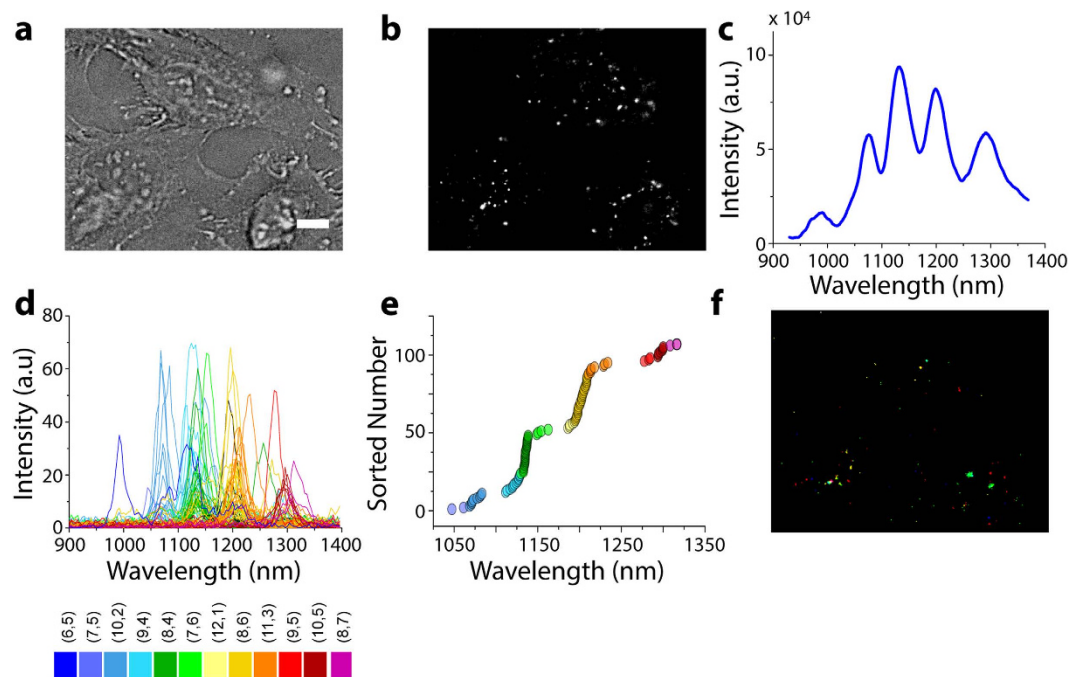 a
b
c
x 10⁴
10
5
0
Intensity (a.u.)
900 1000 1100 1200 1300 1400
Wavelength (nm)
d
80
60
40
20
0
Intensity (a.u)
900 1000 1100 1200 1300 1400
Wavelength (nm)
e
100
50
0
Sorted Number
1050 1150 1250 1350
Wavelength (nm)
f
(6,5) (7,5) (10,2) (9,4) (8,4) (7,6) (12,1) (8,6) (11,3) (9,5) (10,5) (8,7)